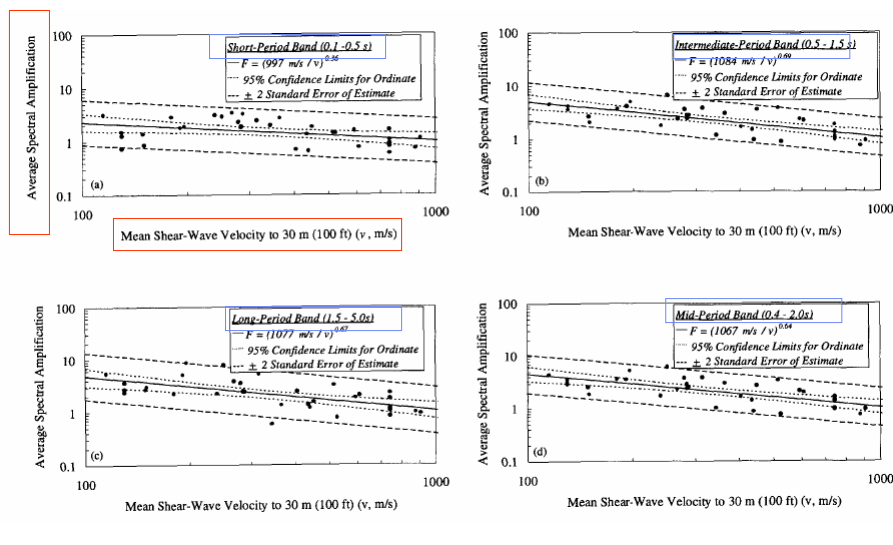 Average Spectral Amplification
100
10
1
0.1
Short-Period Band (0.1 -0.5 s)
F = (997 m/s / v)^0.36
95% Confidence Limits for Ordinate
± 2 Standard Error of Estimate
(a)
100
1000
Mean Shear-Wave Velocity to 30 m (100 ft) (v, m/s)
Average Spectral Amplification
100
10
1
0.1
Intermediate-Period Band (0.5 - 1.5 s)
F = (1084 m/s / v)^0.69
95% Confidence Limits for Ordinate
± 2 Standard Error of Estimate
(b)
100
1000
Mean Shear-Wave Velocity to 30 m (100 ft) (v, m/s)
Average Spectral Amplification
100
10
1
0.1
Long-Period Band (1.5 - 5.0s)
F = (1077 m/s / v)^0.67
95% Confidence Limits for Ordinate
± 2 Standard Error of Estimate
(c)
100
1000
Mean Shear-Wave Velocity to 30 m (100 ft) (v, m/s)
Average Spectral Amplification
100
10
1
0.1
Mid-Period Band (0.4 - 2.0s)
F = (1067 m/s / v)^0.64
95% Confidence Limits for Ordinate
± 2 Standard Error of Estimate
(d)
100
1000
Mean Shear-Wave Velocity to 30 m (100 ft) (v, m/s)